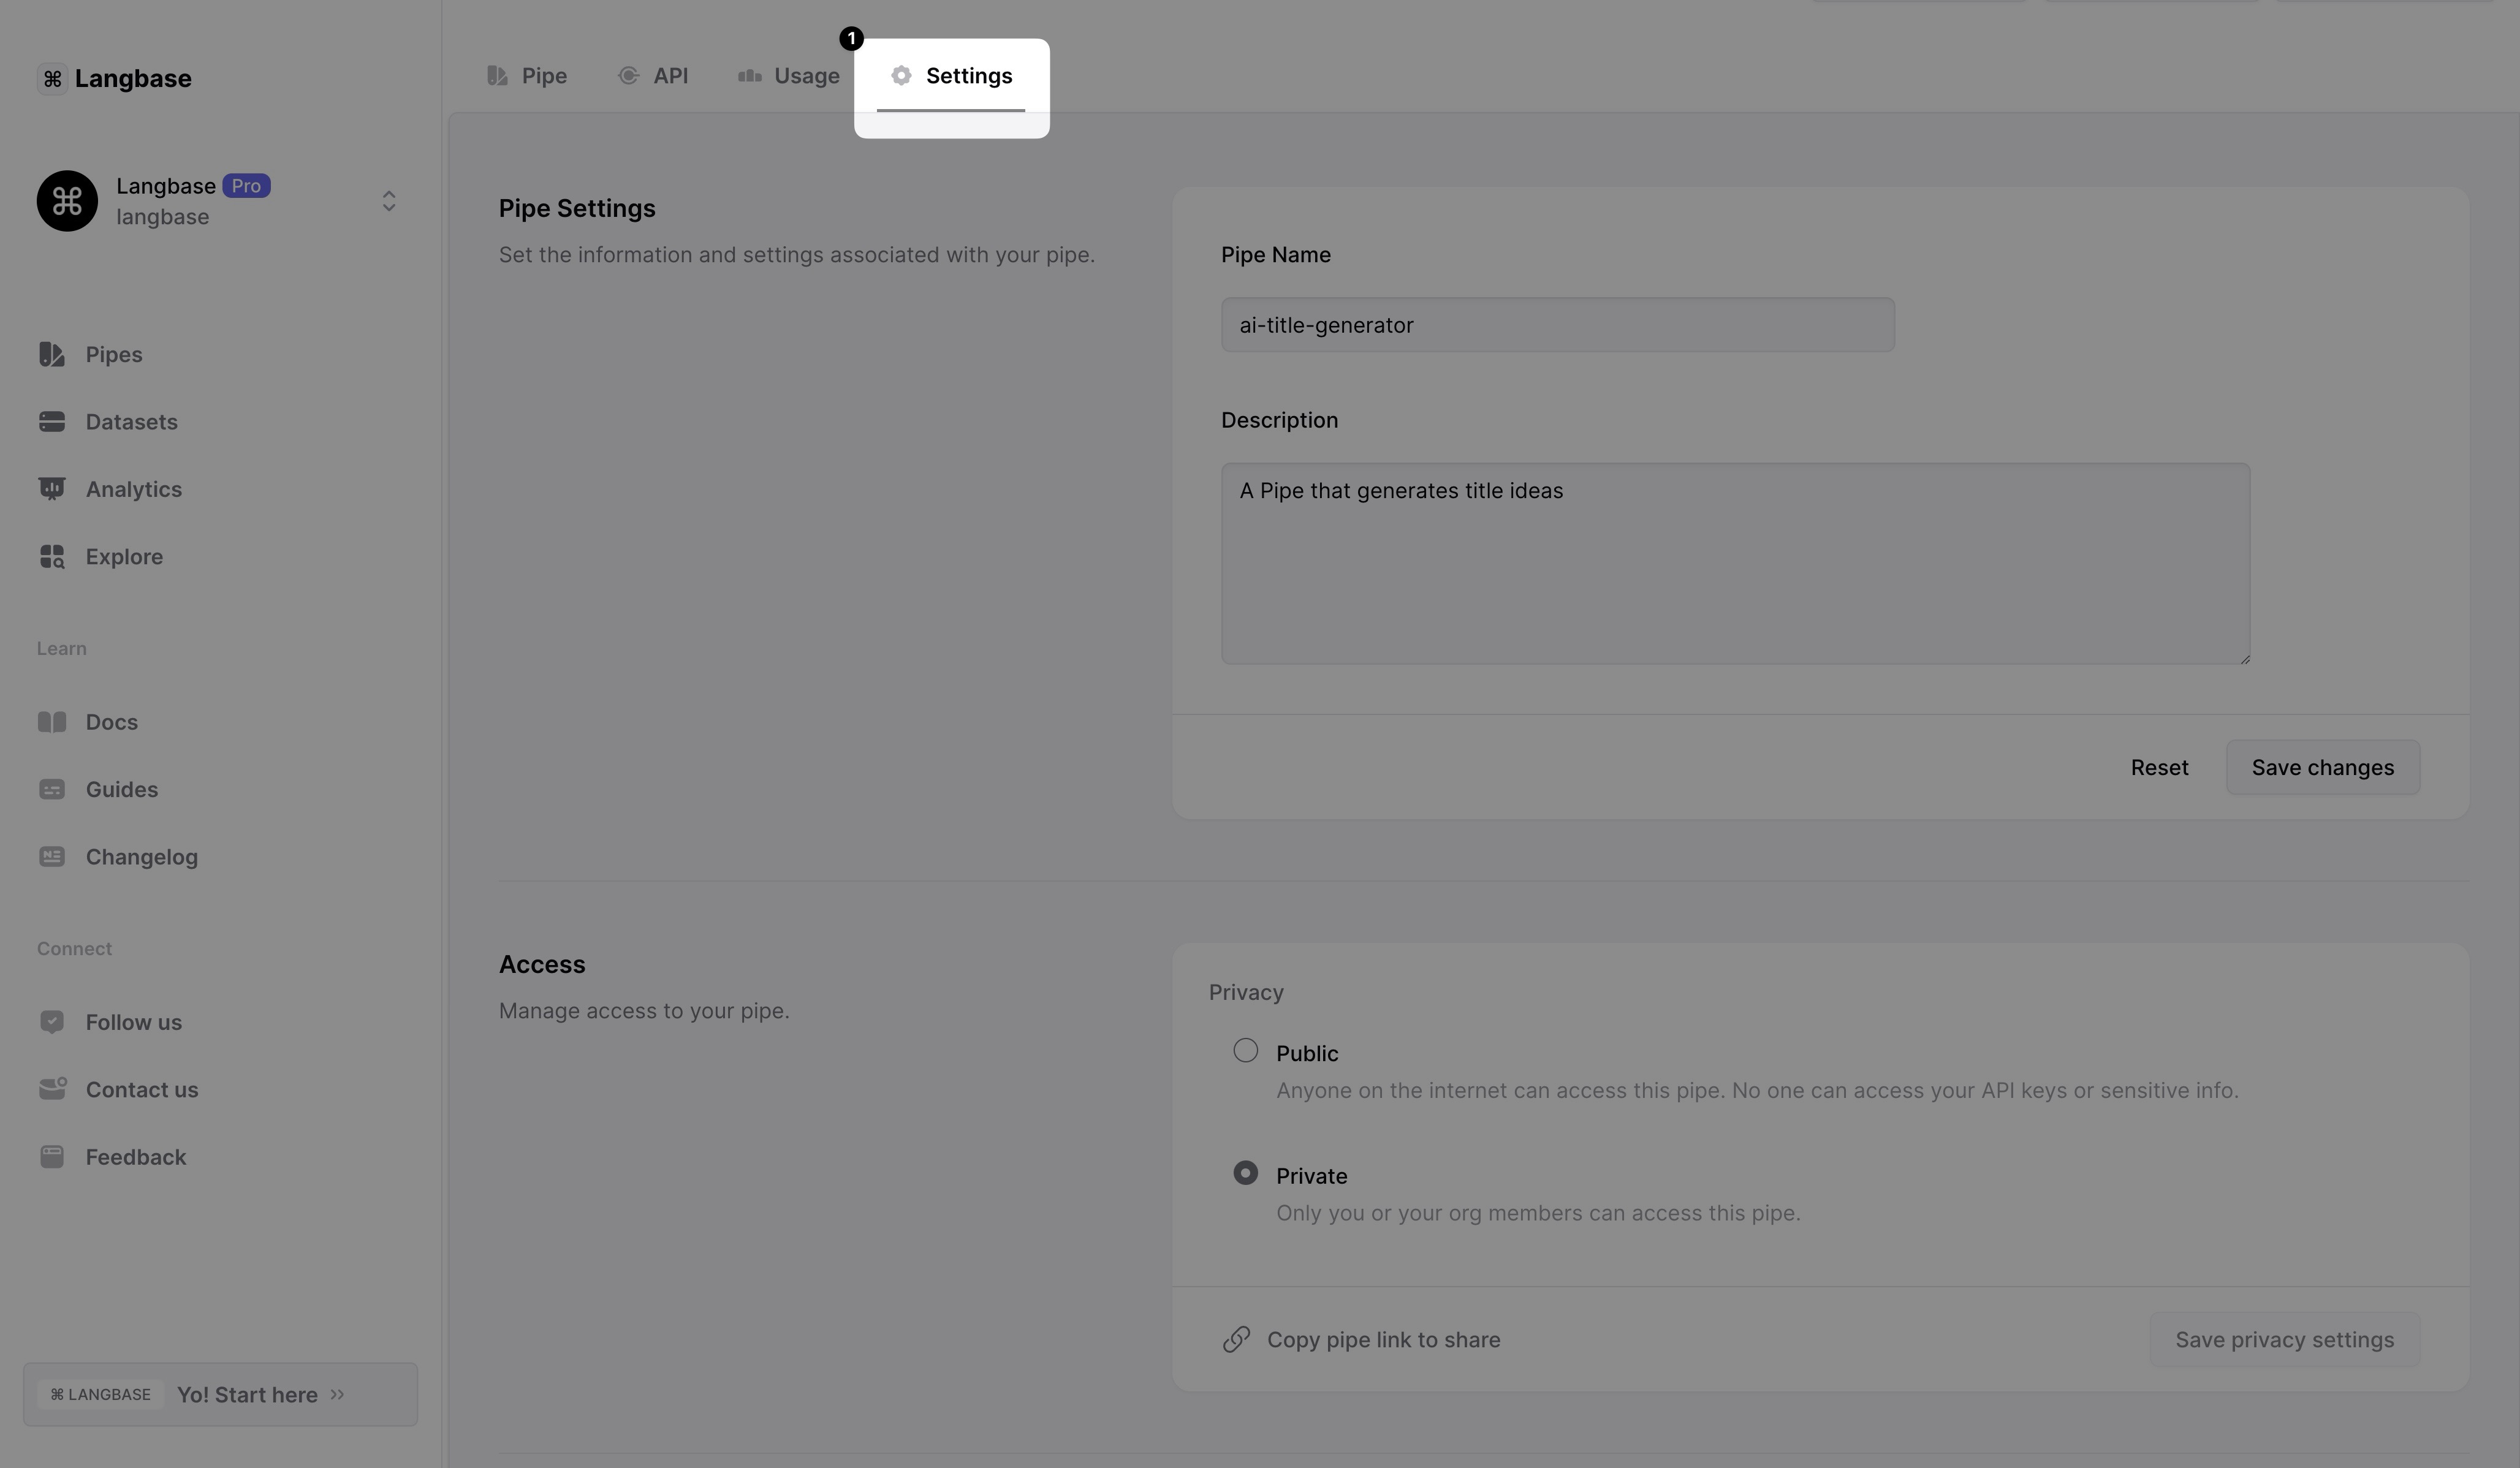 ⌘ Langbase
Langbase Pro
langbase
Pipes
Datasets
Analytics
Explore
Learn
Docs
Guides
Changelog
Connect
Follow us
Contact us
Feedback
⌘ LANGBASE Yo! Start here »
1
Pipe API Usage Settings
Pipe Settings
Set the information and settings associated with your pipe.
Pipe Name
ai-title-generator
Description
A Pipe that generates title ideas
Reset Save changes
Access
Manage access to your pipe.
Privacy
Public
Anyone on the internet can access this pipe. No one can access your API keys or sensitive info.
Private
Only you or your org members can access this pipe.
Copy pipe link to share Save privacy settings